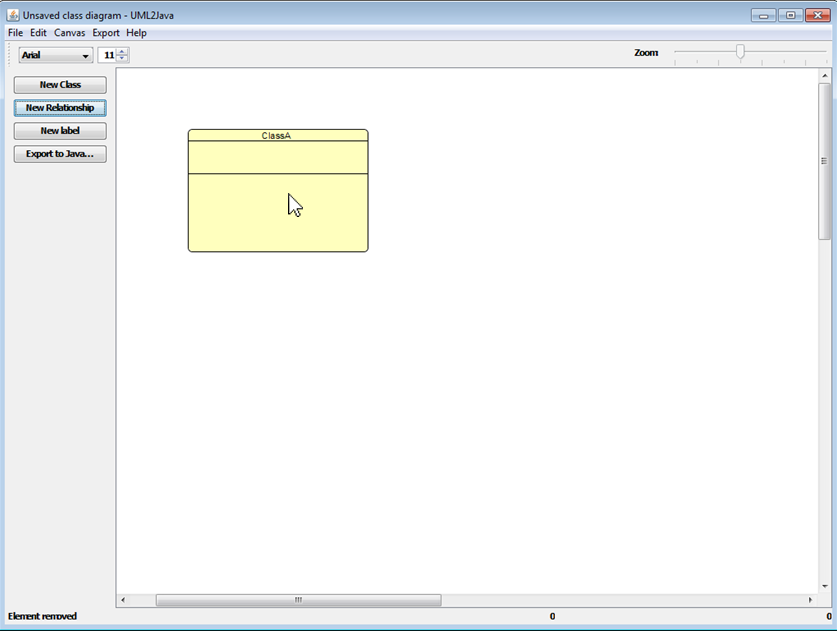 Unsaved class diagram - UML2Java
File Edit Canvas Export Help
Arial 11 Zoom
New Class
New Relationship
New label
Export to Java...
ClassA
Element removed 0 0